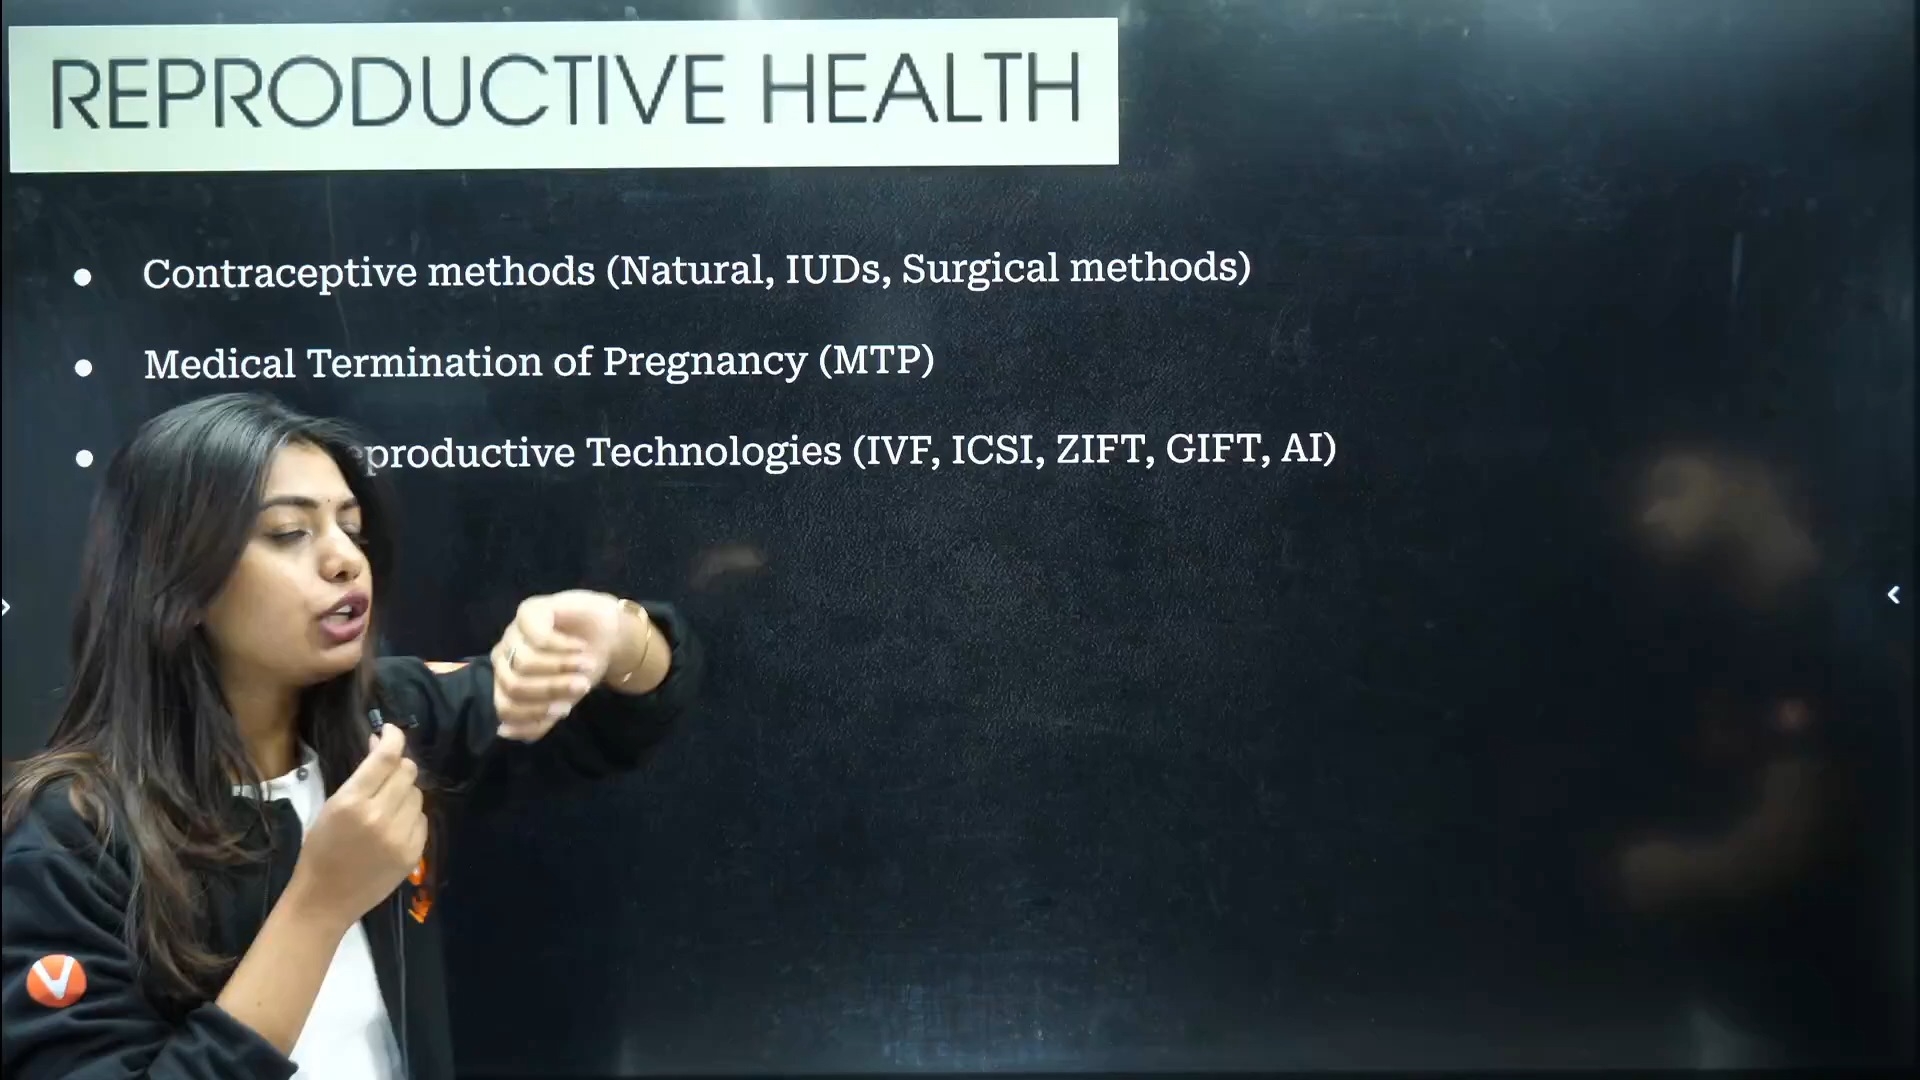 REPRODUCTIVE HEALTH
• Contraceptive methods (Natural, IUDs, Surgical methods)
• Medical Termination of Pregnancy (MTP)
• Technologies (IVF, ICSI, ZIFT, GIFT, AI)
V